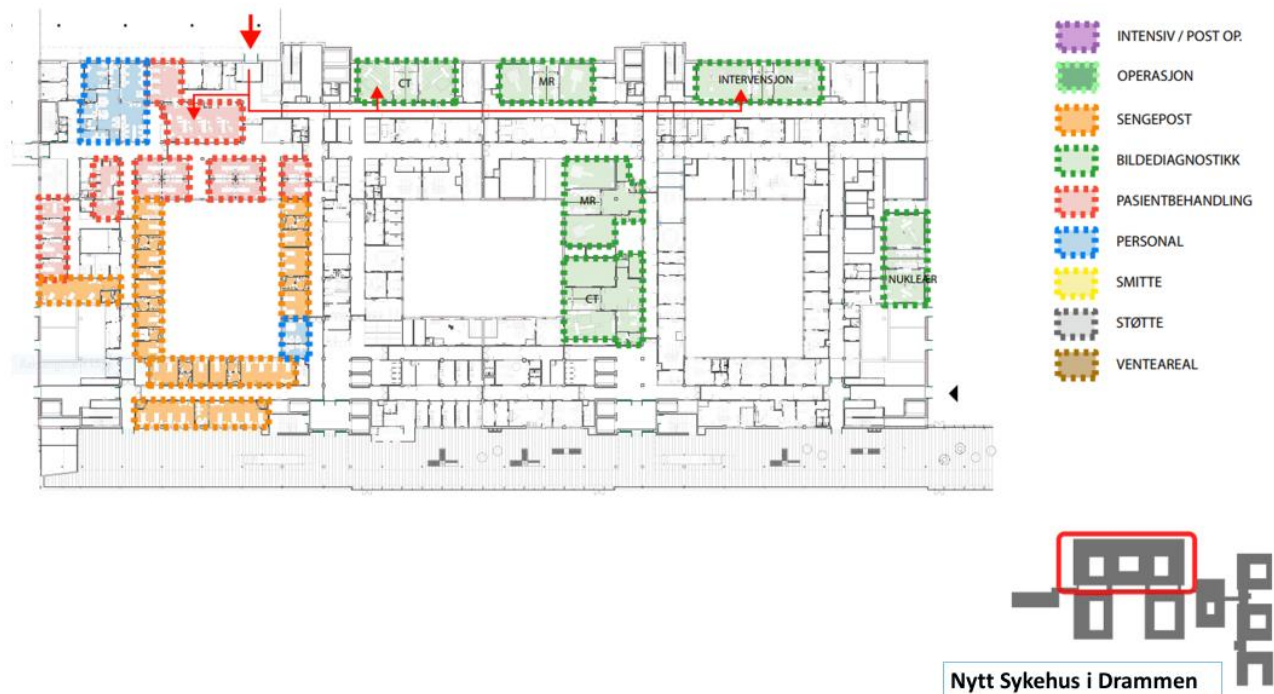 CT
MR
INTERVENSJON
MR
CT
NUKLEÆR
INTENSIV / POST OP.
OPERASJON
SENGEPOST
BILDEDIAGNOSTIKK
PASIENTBEHANDLING
PERSONAL
SMITTE
STØTTE
VENTEAREAL
Nytt Sykehus i Drammen